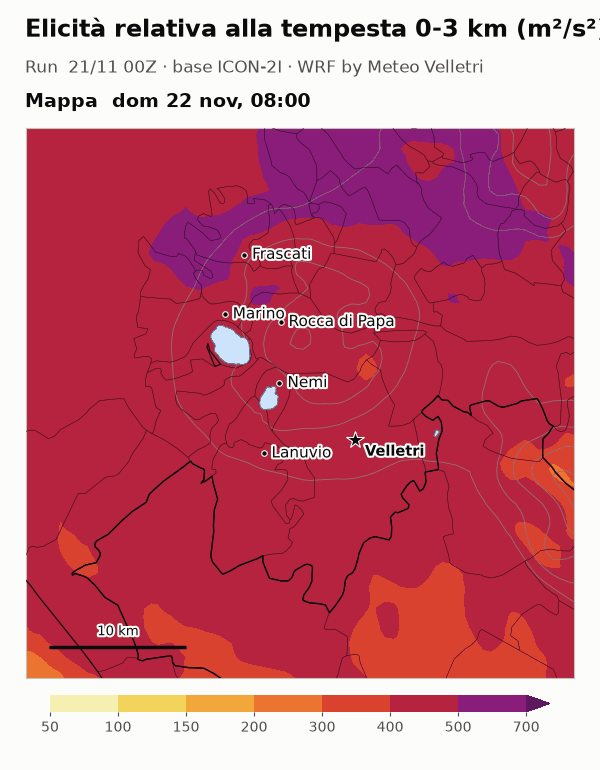 Elicità relativa alla tempesta 0-3 km (m²/s²)
Run 21/11 00Z · base ICON-2I · WRF by Meteo Velletri
Mappa dom 22 nov, 08:00
Frascati
Marino
Rocca di Papa
Nemi
Lanuvio
Velletri
10 km
50 100 150 200 300 400 500 700